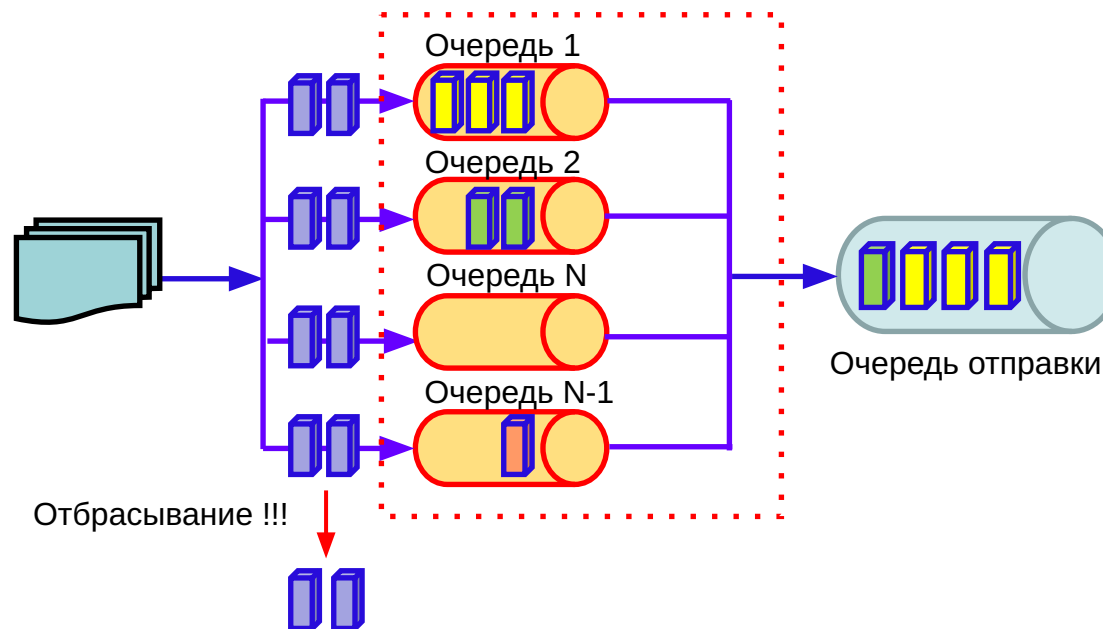 Очередь 1
Очередь 2
Очередь N
Очередь отправки
Очередь N-1
Отбрасывание !!!